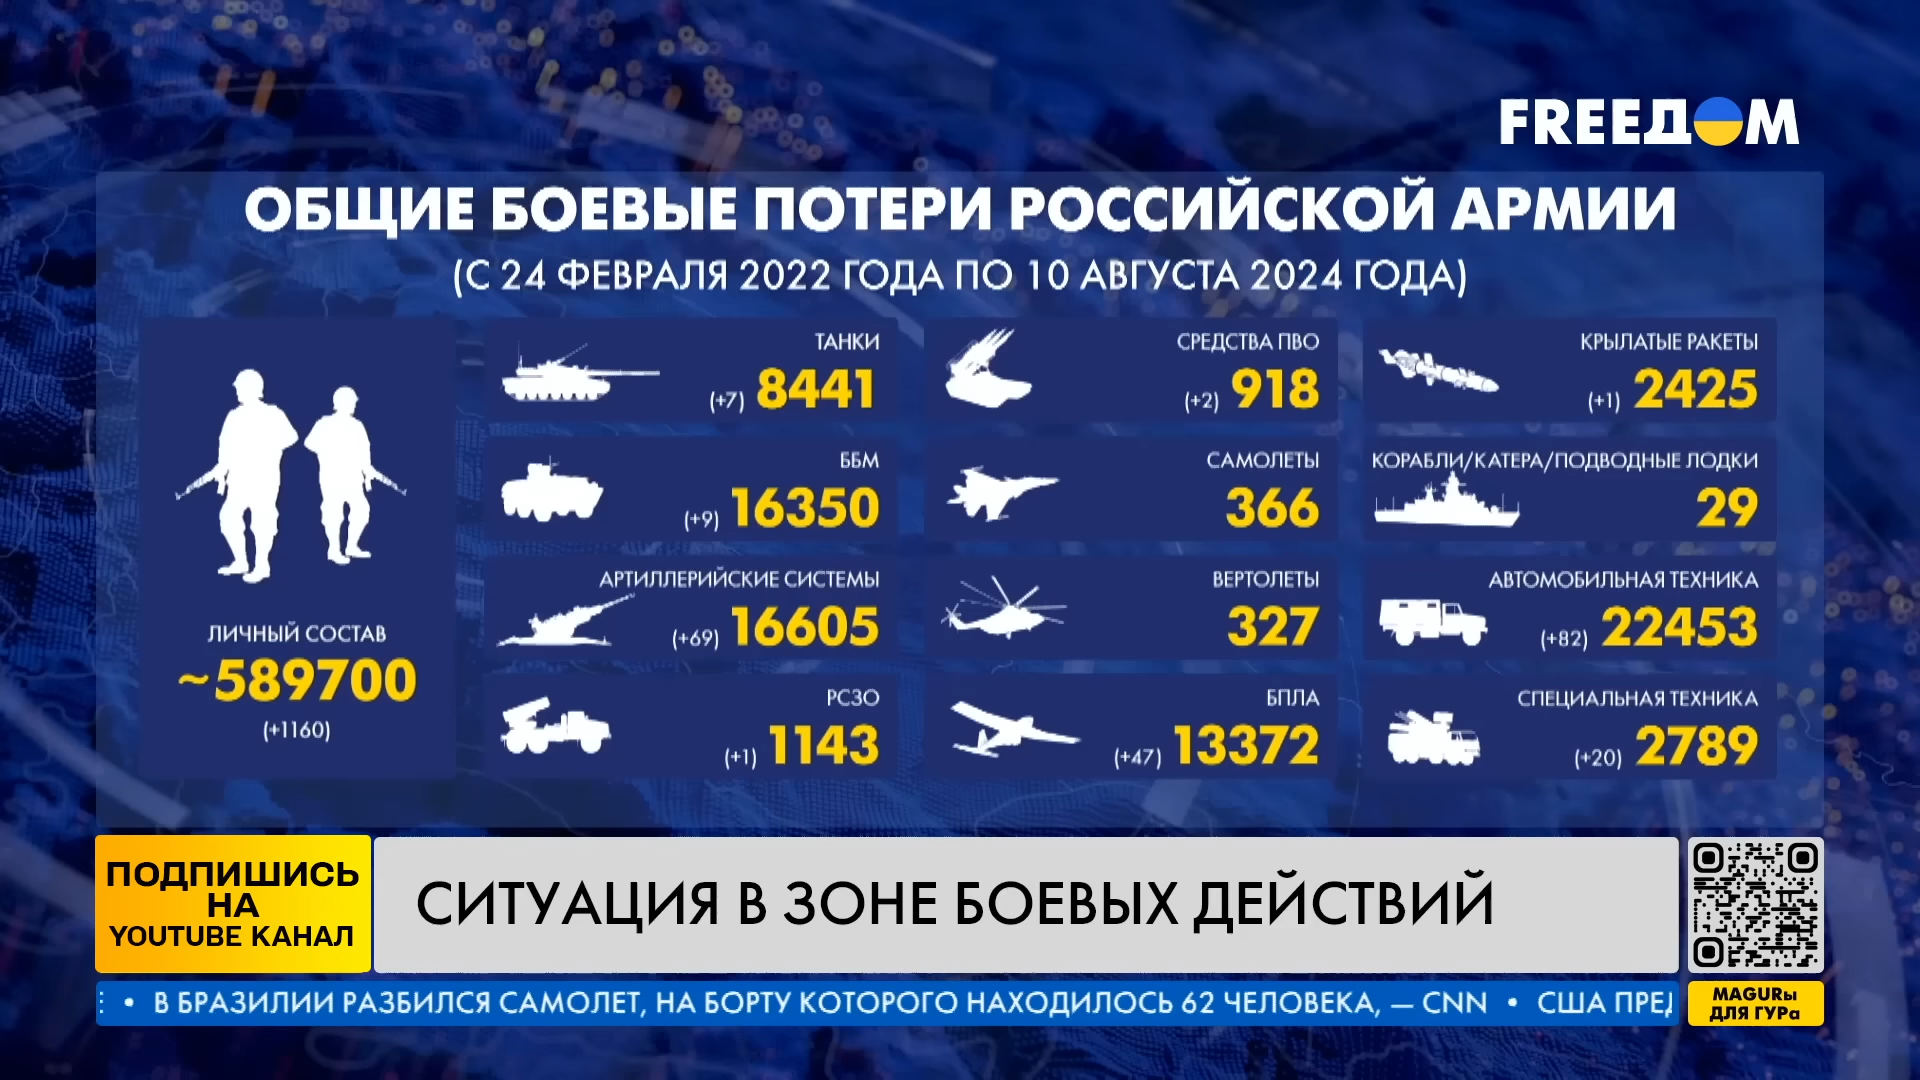 FREEДOM
ОБЩИЕ БОЕВЫЕ ПОТЕРИ РОССИЙСКОЙ АРМИИ
(С 24 ФЕВРАЛЯ 2022 ГОДА ПО 10 АВГУСТА 2024 ГОДА)
ЛИЧНЫЙ СОСТАВ
~589700
(+1160)
ТАНКИ
(+7) 8441
ББМ
(+9) 16350
АРТИЛЛЕРИЙСКИЕ СИСТЕМЫ
(+69) 16605
РСЗО
(+1) 1143
СРЕДСТВА ПВО
(+2) 918
САМОЛЕТЫ
366
ВЕРТОЛЕТЫ
327
БПЛА
(+47) 13372
КРЫЛАТЫЕ РАКЕТЫ
(+1) 2425
КОРАБЛИ/КАТЕРА/ПОДВОДНЫЕ ЛОДКИ
29
АВТОМОБИЛЬНАЯ ТЕХНИКА
(+82) 22453
СПЕЦИАЛЬНАЯ ТЕХНИКА
(+20) 2789
ПОДПИШИСЬ
НА
YOUTUBE КАНАЛ
СИТУАЦИЯ В ЗОНЕ БОЕВЫХ ДЕЙСТВИЙ
• В БРАЗИЛИИ РАЗБИЛСЯ САМОЛЕТ, НА БОРТУ КОТОРОГО НАХОДИЛОСЬ 62 ЧЕЛОВЕКА, — CNN • США ПРЕД
MAGURы
ДЛЯ ГУРа